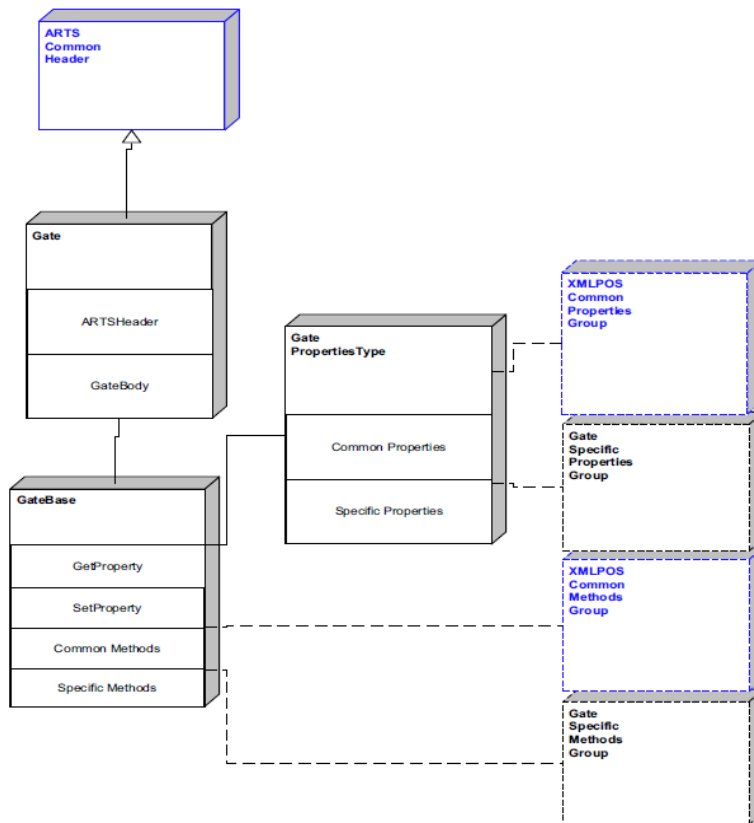 ARTS
Common
Header
Gate
ARTSHeader
GateBody
GateBase
GetProperty
SetProperty
Common Methods
Specific Methods
Gate
PropertiesType
Common Properties
Specific Properties
XMLPOS
Common
Properties
Group
Gate
Specific
Properties
Group
XMLPOS
Common
Methods
Group
Gate
Specific
Methods
Group